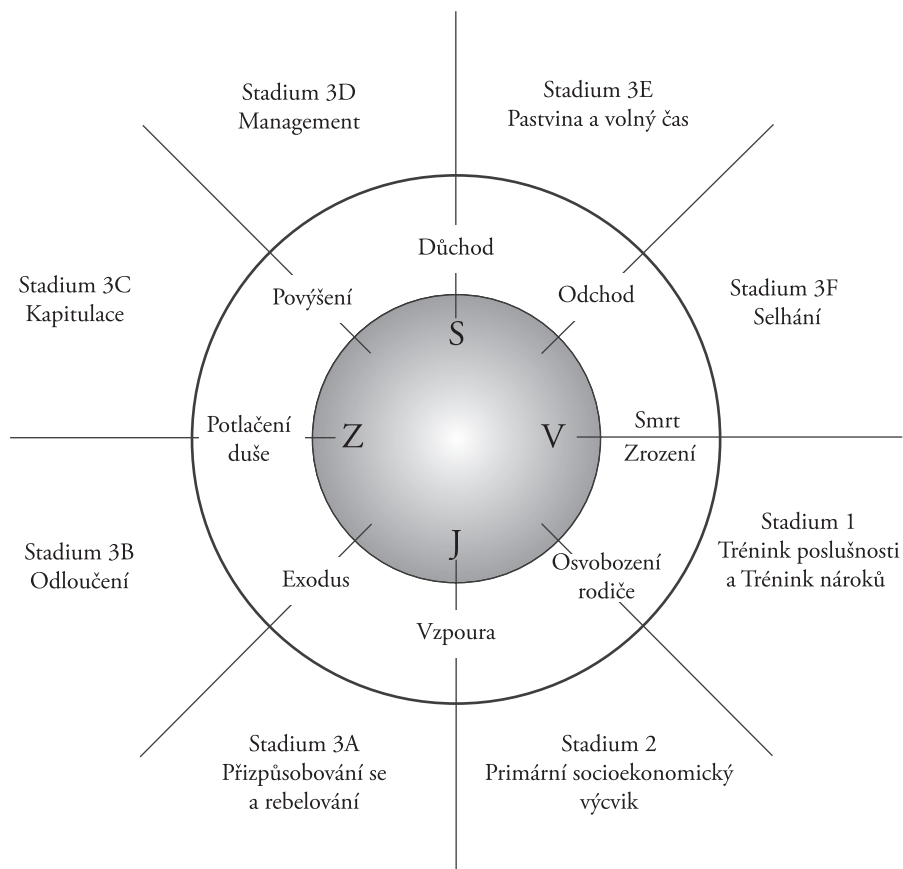 Stadium 3D
Management
Stadium 3E
Pastvina a volný čas
Důchod
Stadium 3C
Kapitulace
Povýšení
Odchod
Stadium 3F
Selhání
S
Potlačení
duše
Z
V
Smrt
Zrození
Stadium 3B
Odloučení
Exodus
J
Osvobození
rodiče
Stadium 1
Trénink poslušnosti
a Trénink nároků
Vzpoura
Stadium 3A
Přizpůsobování se
a rebelování
Stadium 2
Primární socioekonomický
výcvik